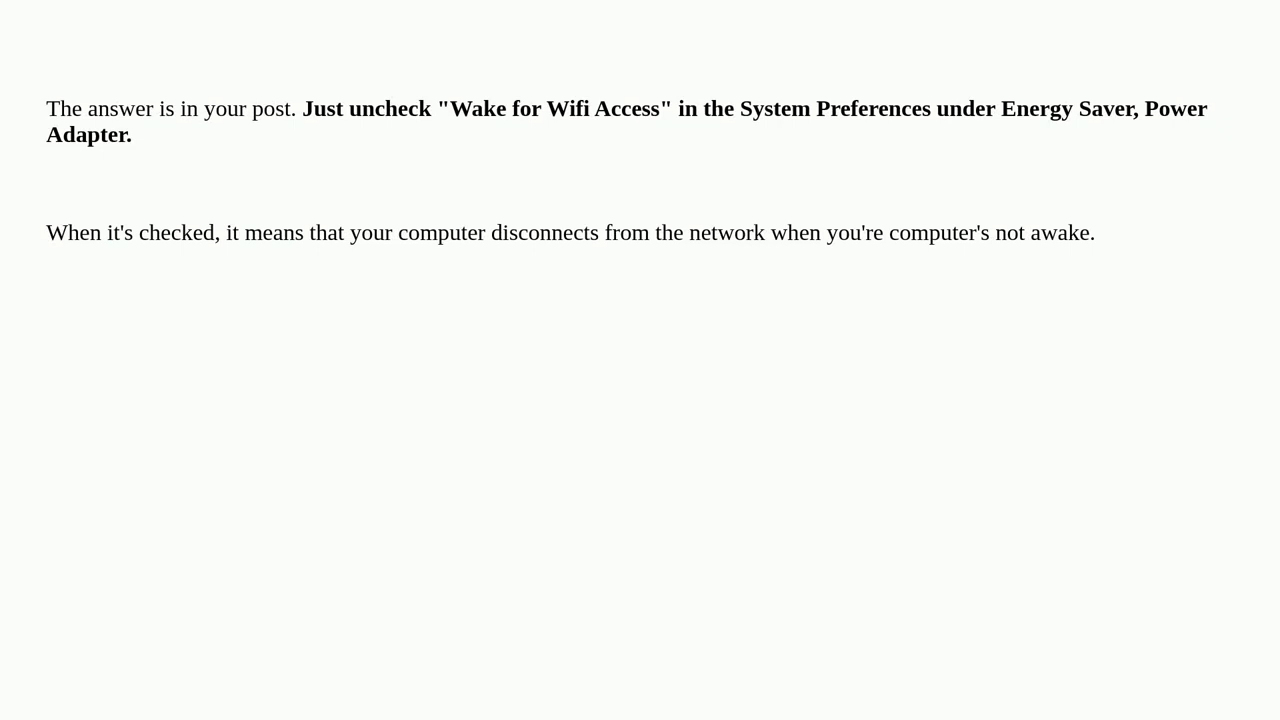 The answer is in your post. Just uncheck "Wake for Wifi Access" in the System Preferences under Energy Saver, Power
Adapter.
When it's checked, it means that your computer disconnects from the network when you're computer's not awake.